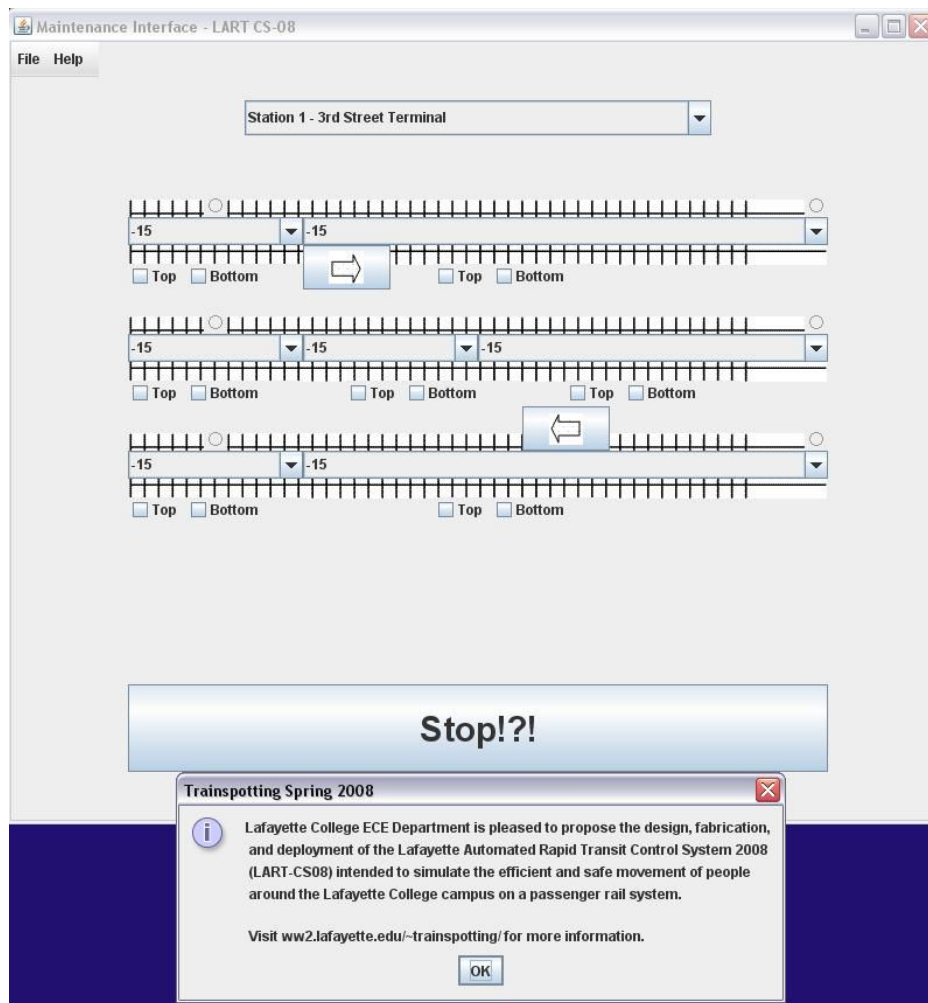 Maintenance Interface - LART CS-08
File Help
Station 1 - 3rd Street Terminal
-15 -15
Top Bottom Top Bottom
-15 -15 -15
Top Bottom Top Bottom Top Bottom
-15 -15
Top Bottom Top Bottom
Stop!?!
Trainspotting Spring 2008
Lafayette College ECE Department is pleased to propose the design, fabrication,
and deployment of the Lafayette Automated Rapid Transit Control System 2008
(LART-CS08) intended to simulate the efficient and safe movement of people
around the Lafayette College campus on a passenger rail system.
Visit ww2.lafayette.edu/~trainspotting/ for more information.
OK